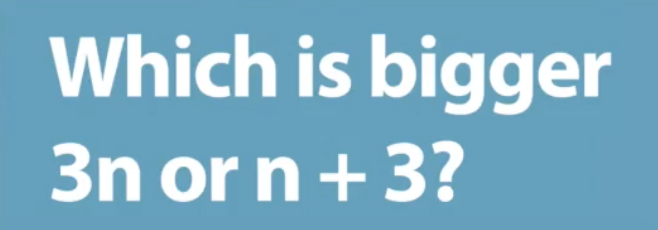 Which is bigger
3n or n + 3?